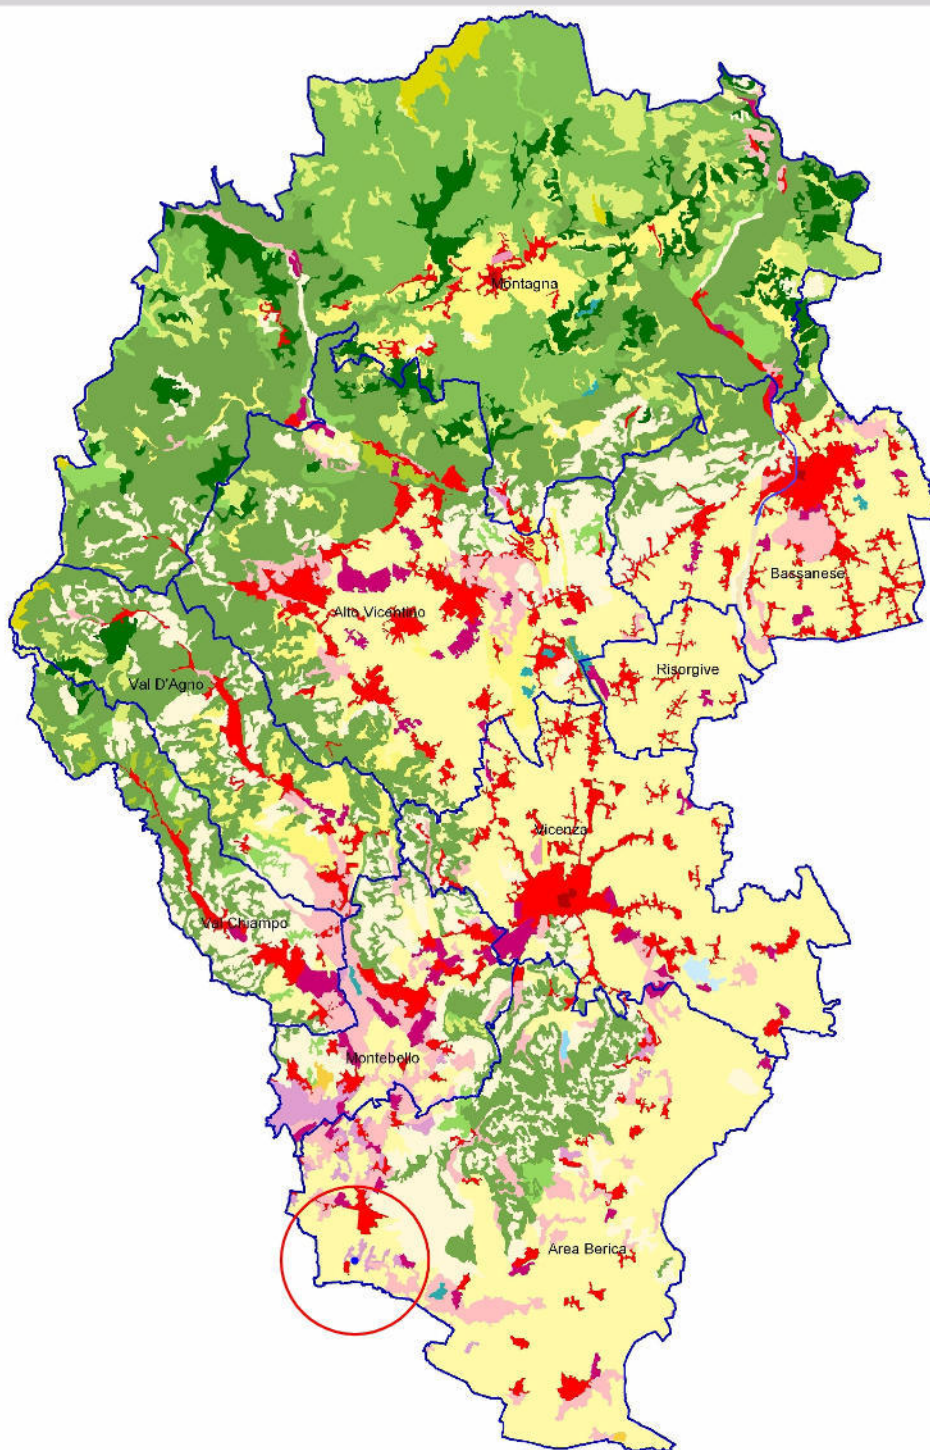 Montagna
Bassanese
Alto Vicentino
Risorgive
Val D'Agno
Vicenza
Val Chiampo
Montebello
Area Berica